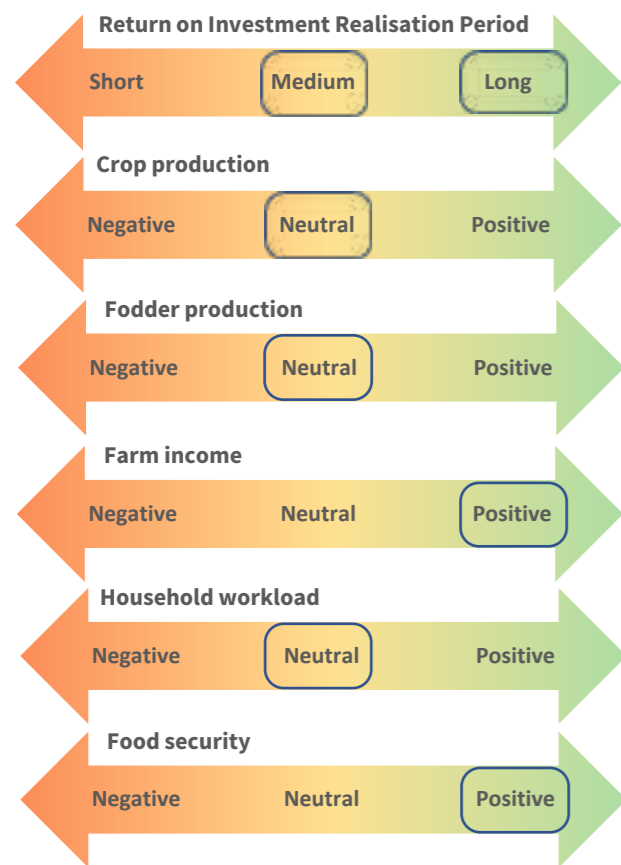 Return on Investment Realisation Period
Short Medium Long
Crop production
Negative Neutral Positive
Fodder production
Negative Neutral Positive
Farm income
Negative Neutral Positive
Household workload
Negative Neutral Positive
Food security
Negative Neutral Positive